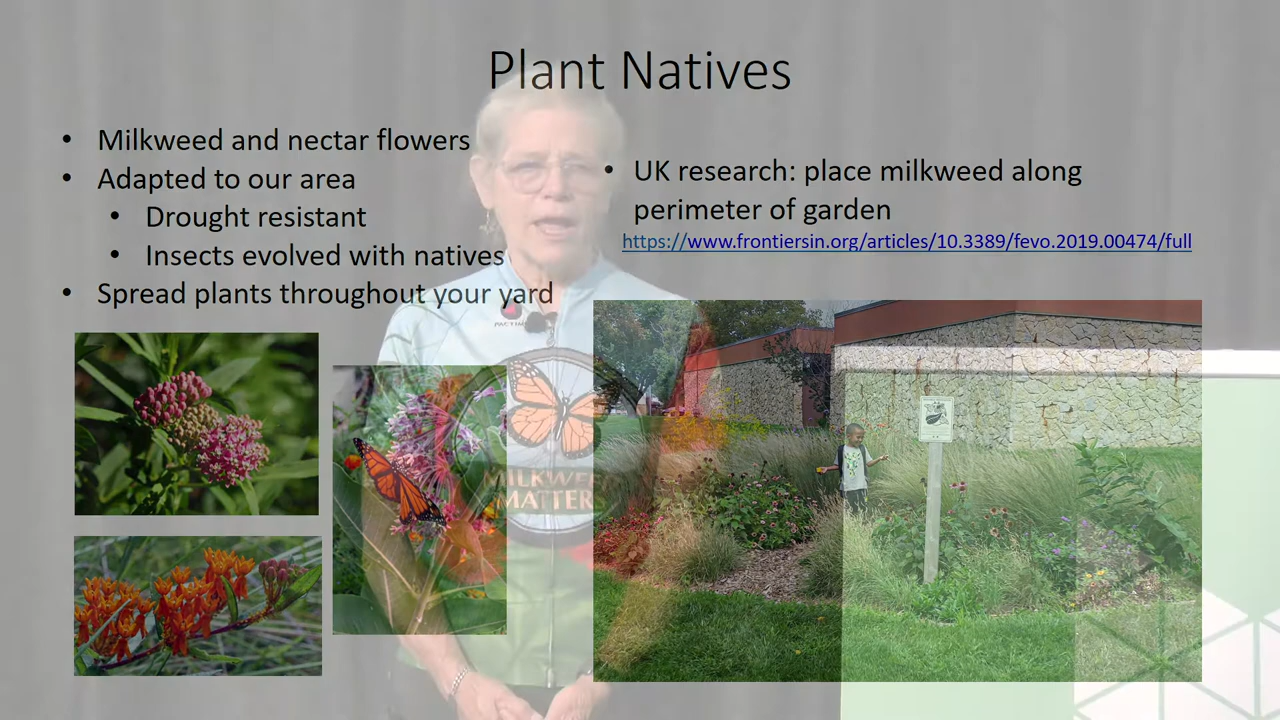 Plant Natives
• Milkweed and nectar flowers
• Adapted to our area
• Drought resistant
• Insects evolved with natives
• Spread plants throughout your yard
• UK research: place milkweed along
perimeter of garden
https://www.frontiersin.org/articles/10.3389/fevo.2019.00474/full
MILKWEED
MATTERS